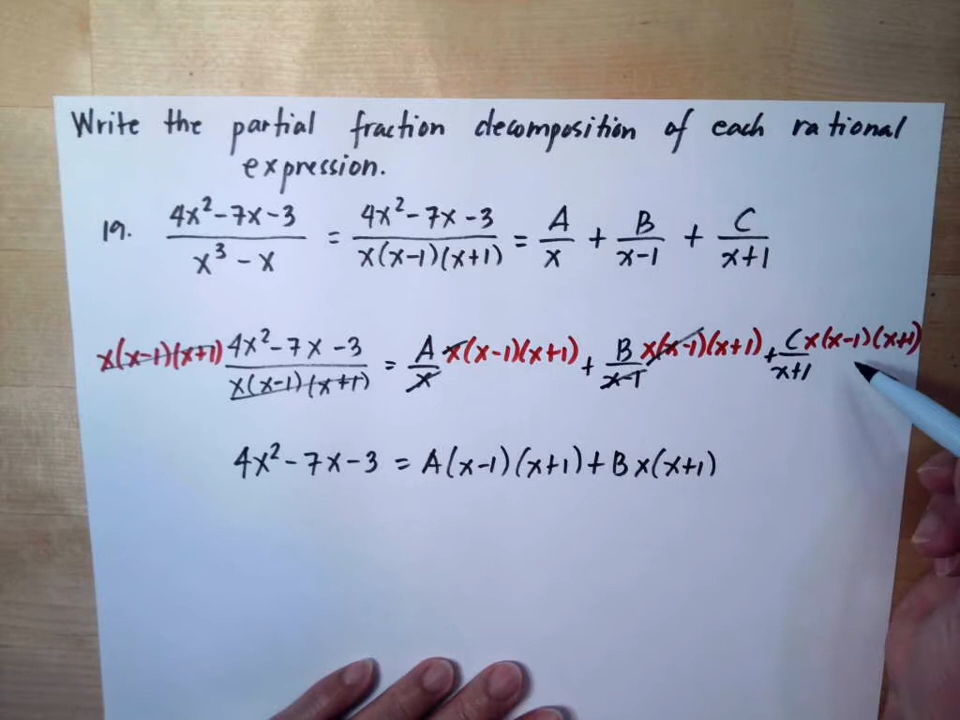 Write the partial fraction decomposition of each rational
expression.
19. (4x²-7x-3)/(x³-x) = (4x²-7x-3)/(x(x-1)(x+1)) = A/x + B/(x-1) + C/(x+1)
x(x-1)(x+1) (4x²-7x-3)/(x(x-1)(x+1)) = A/x x(x-1)(x+1) + B/(x-1) x(x-1)(x+1) + C/(x+1) x(x-1)(x+1)
4x²-7x-3 = A(x-1)(x+1)+Bx(x+1)